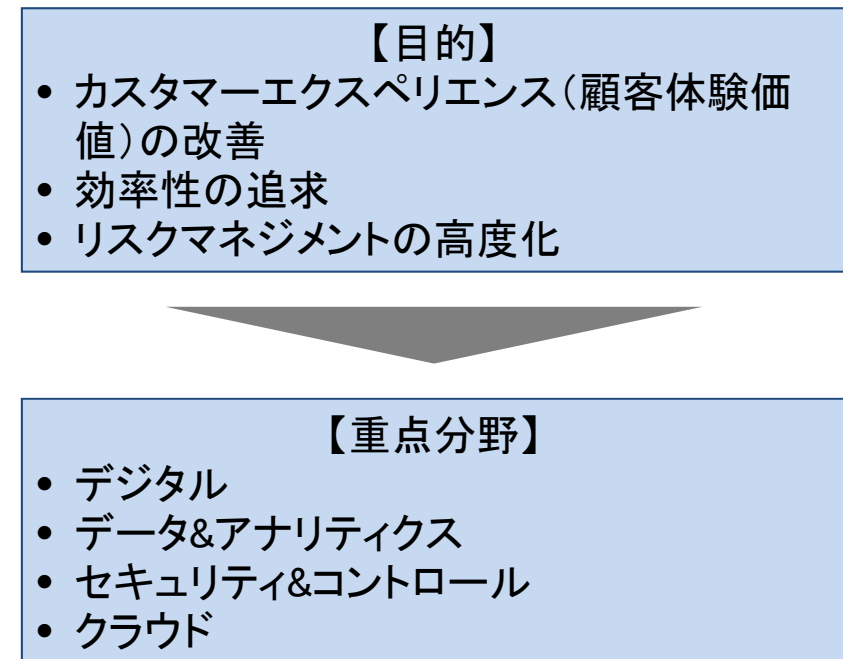 【目的】
• カスタマーエクスペリエンス（顧客体験価
値）の改善
• 効率性の追求
• リスクマネジメントの高度化
【重点分野】
• デジタル
• データ&アナリティクス
• セキュリティ&コントロール
• クラウド